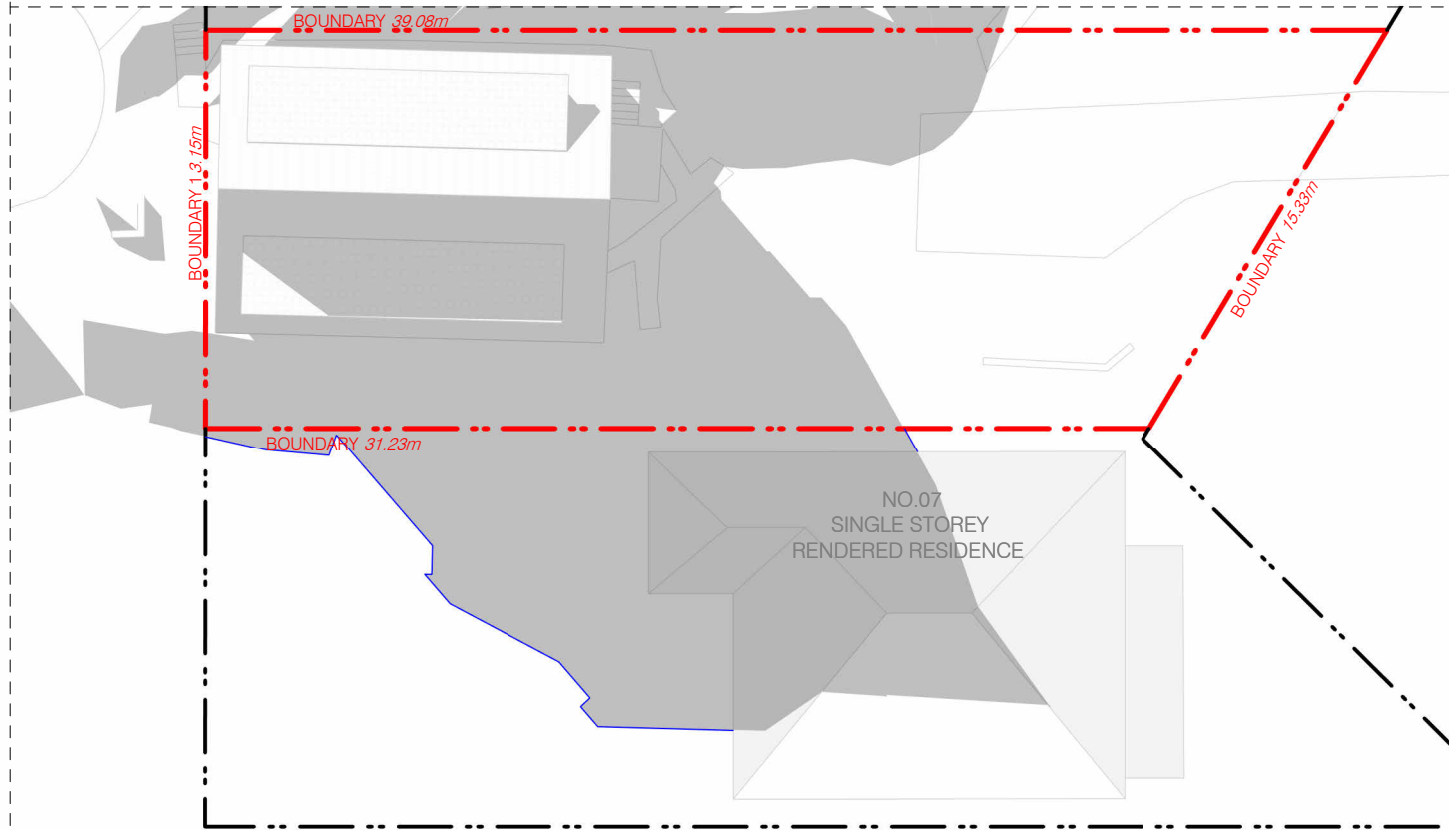 BOUNDARY 39.08m
BOUNDARY 13.15m
BOUNDARY 15.33m
BOUNDARY 31.23m
NO.07
SINGLE STOREY
RENDERED RESIDENCE